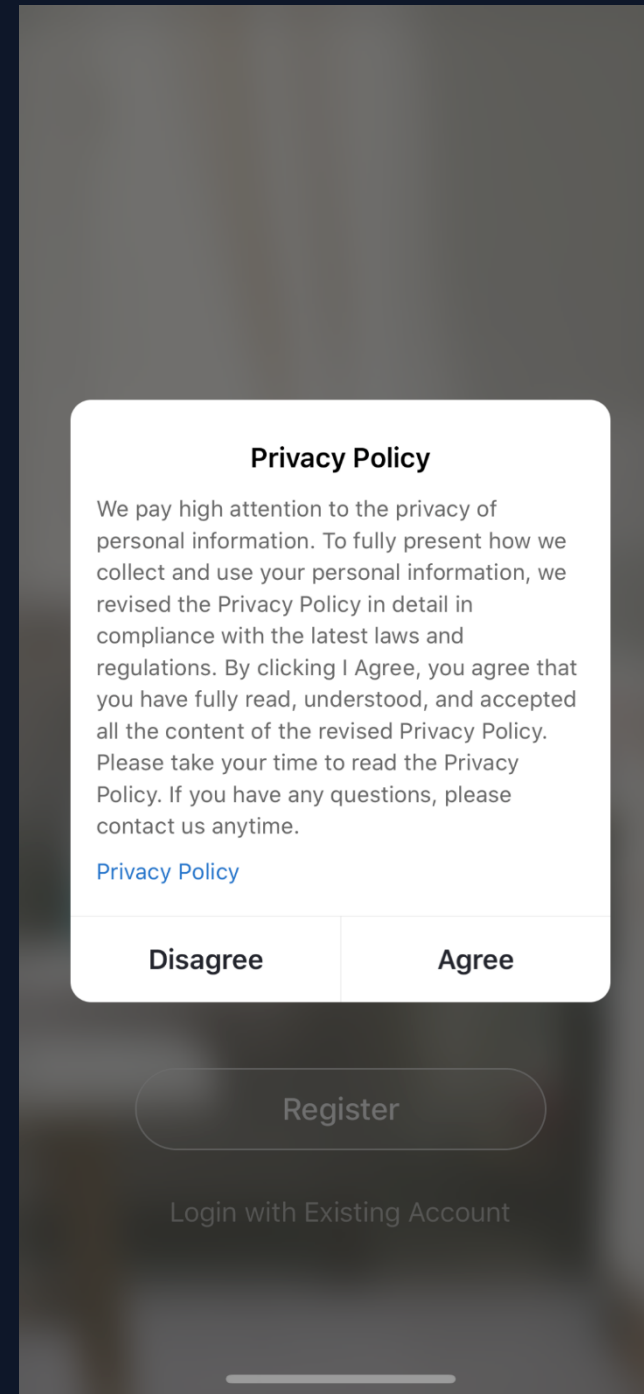 Privacy Policy
We pay high attention to the privacy of
personal information. To fully present how we
collect and use your personal information, we
revised the Privacy Policy in detail in
compliance with the latest laws and
regulations. By clicking I Agree, you agree that
you have fully read, understood, and accepted
all the content of the revised Privacy Policy.
Please take your time to read the Privacy
Policy. If you have any questions, please
contact us anytime.
Privacy Policy
Disagree Agree
Register
Login with Existing Account